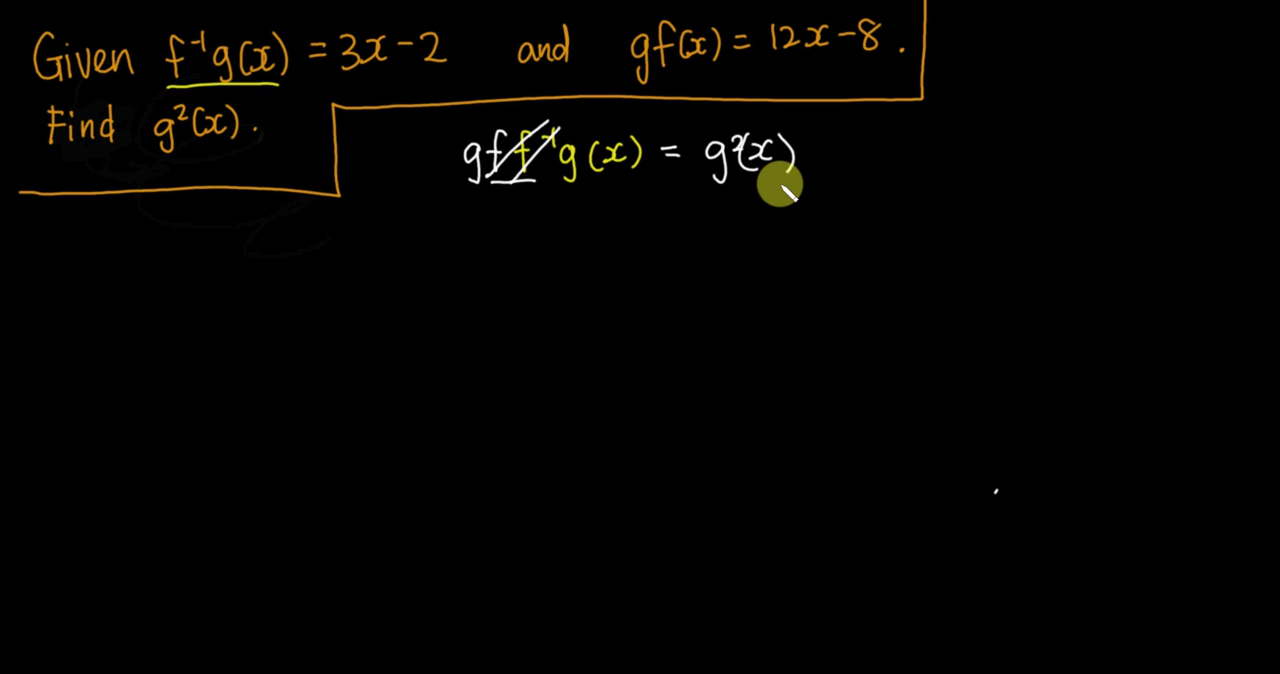 Given f⁻¹g(x) = 3x-2 and gf(x) = 12x-8.
Find g²(x).
gff⁻¹g(x) = g²(x)